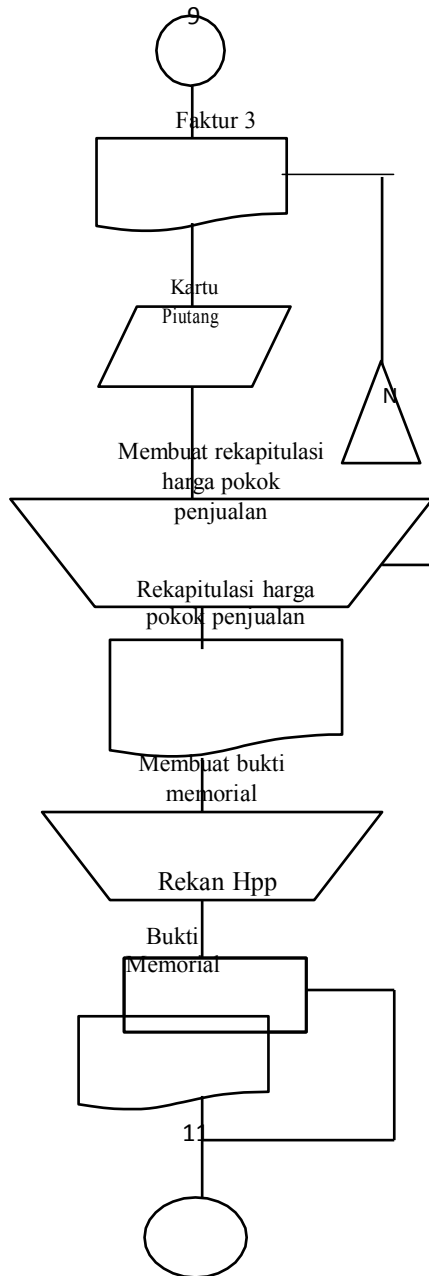 9
Faktur 3
Kartu
Piutang
N
Membuat rekapitulasi
harga pokok
penjualan
Rekapitulasi harga
pokok penjualan
Membuat bukti
memorial
Rekan Hpp
Bukti
Memorial
11